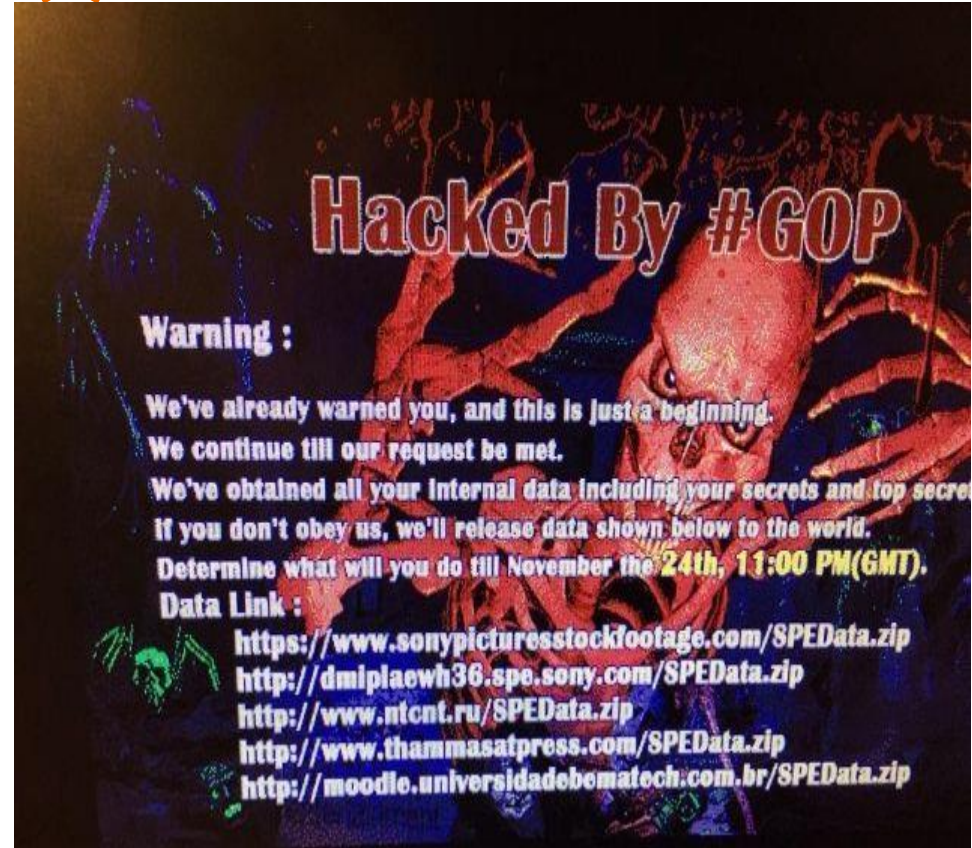 Hacked By #GOP
Warning :
We've already warned you, and this is just a beginning.
We continue till our request be met.
We've obtained all your internal data including your secrets and top secret
If you don't obey us, we'll release data shown below to the world.
Determine what will you do till November the 24th, 11:00 PM(GMT).
Data Link :
https://www.sonypicturesstockfootage.com/SPEData.zip
http://dmiplaewh36.spe.sony.com/SPEData.zip
http://www.ntcnt.ru/SPEData.zip
http://www.thammasatpress.com/SPEData.zip
http://moodle.universidadebematech.com.br/SPEData.zip